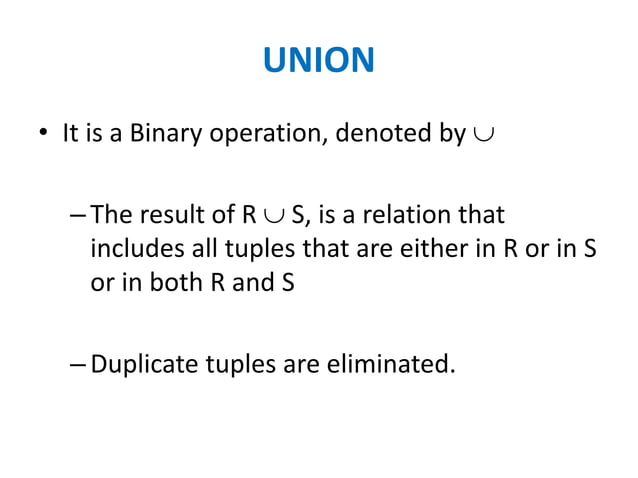 UNION
• It is a Binary operation, denoted by ∪
– The result of R ∪ S, is a relation that
includes all tuples that are either in R or in S
or in both R and S
– Duplicate tuples are eliminated.